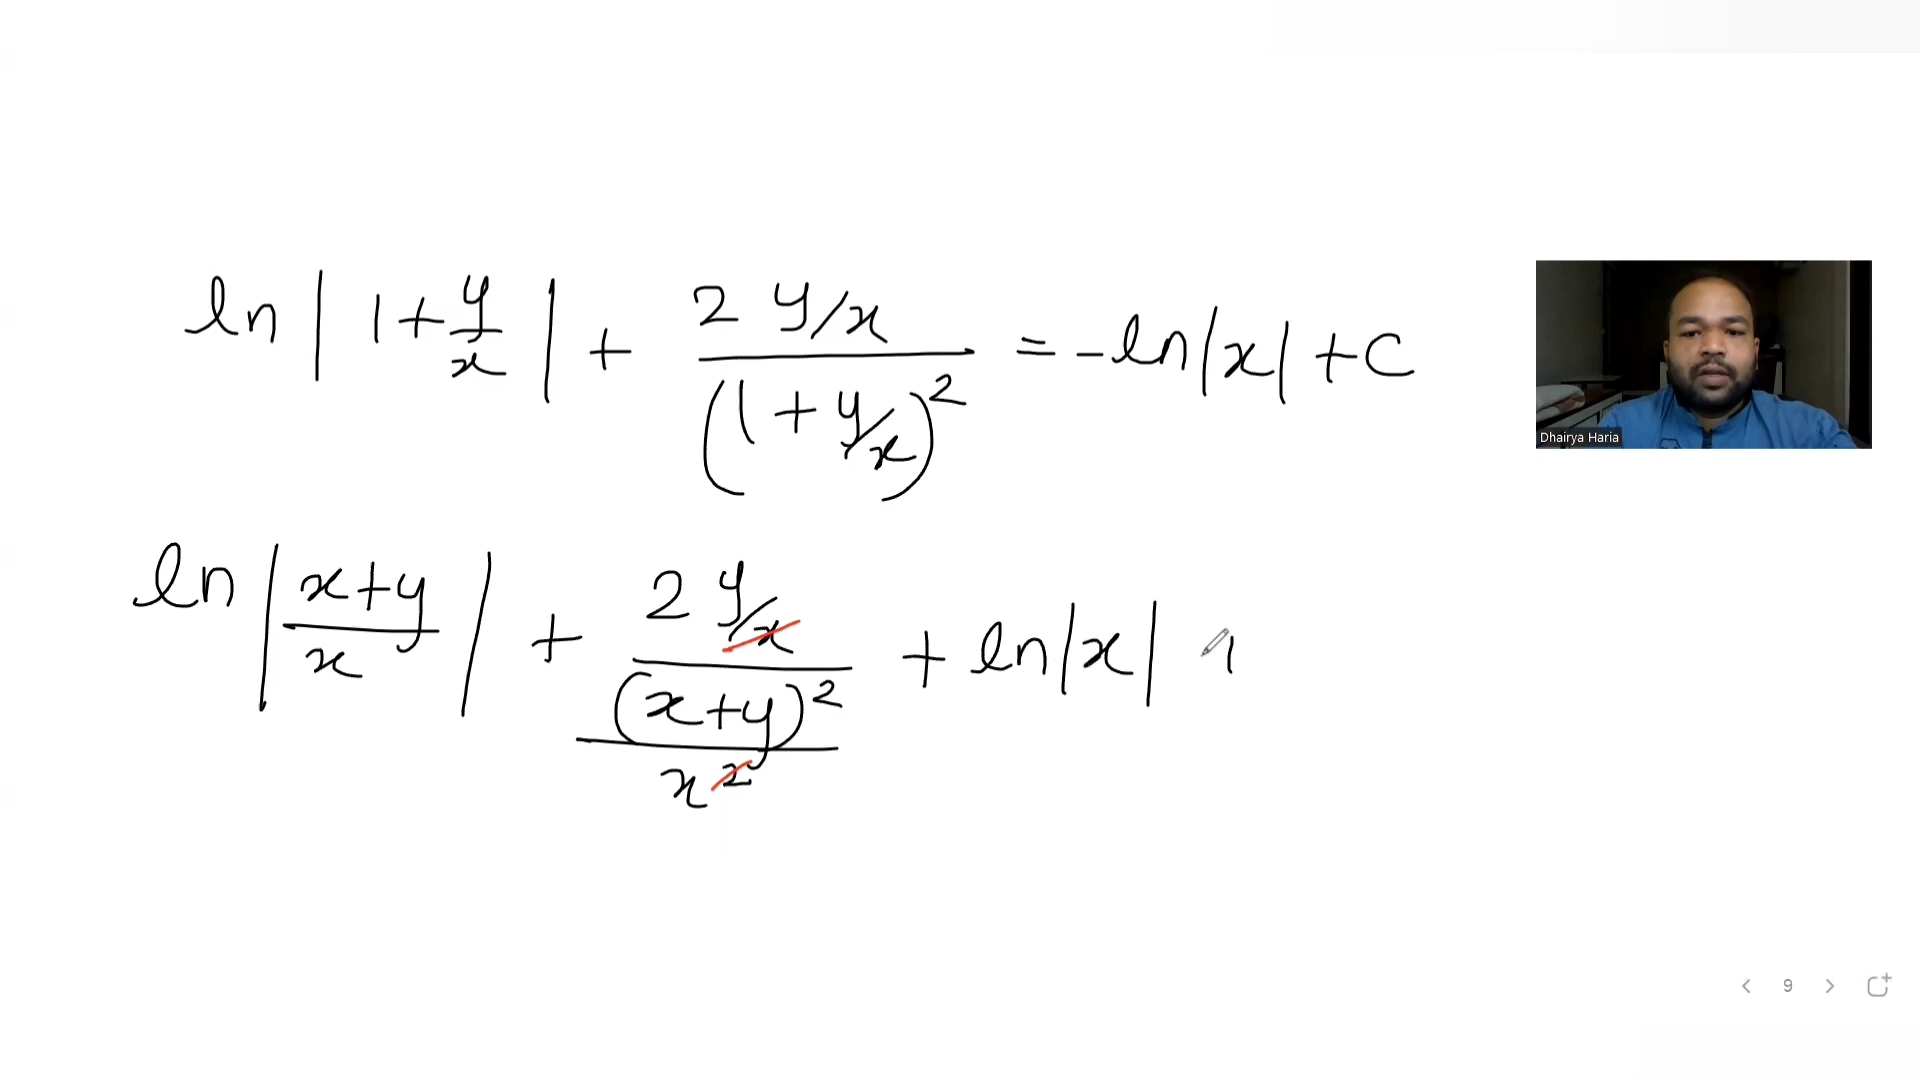 ln | 1 + y/x | + 2 y/x / (1 + y/x)² = -ln|x| + c
Dhairya Haria
ln | x+y / x | + 2 y/x / (x+y)² / x² + ln|x|
9